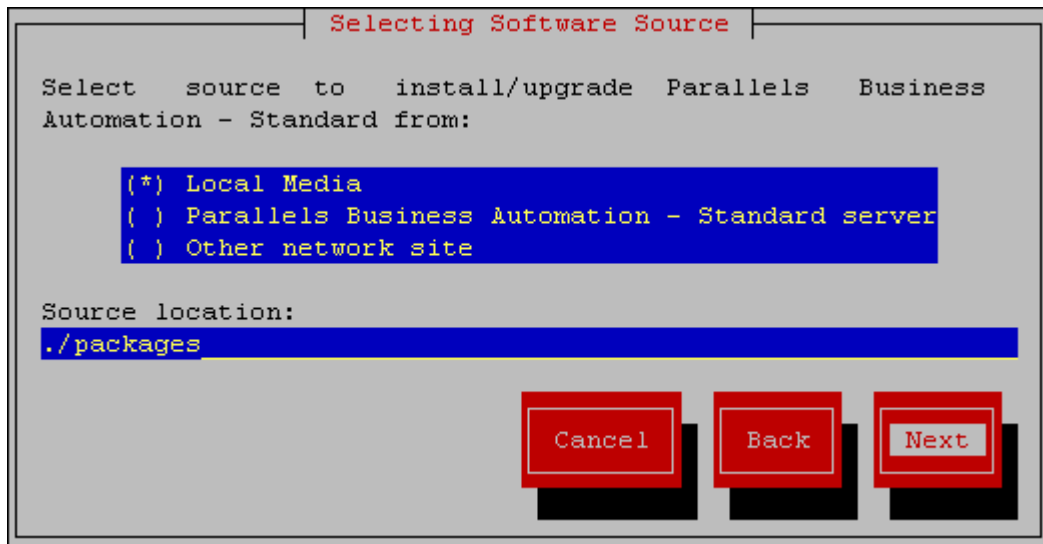 Selecting Software Source
Select source to install/upgrade Parallels Business
Automation - Standard from:
(*) Local Media
( ) Parallels Business Automation - Standard server
( ) Other network site
Source location:
./packages
Cancel Back Next